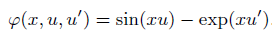 φ(x, u, u′) = sin(xu) − exp(xu′)